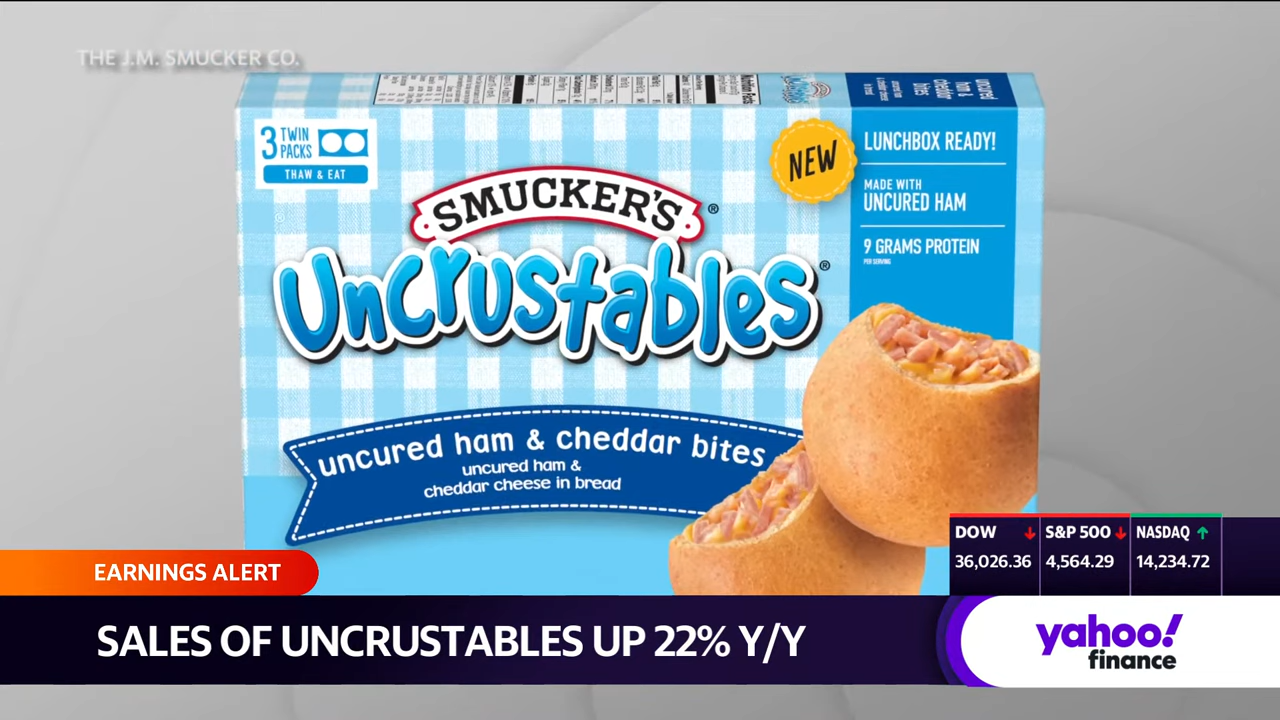 THE J.M. SMUCKER CO.
3 TWIN PACKS
THAW & EAT
NEW
LUNCHBOX READY!
MADE WITH
UNCURED HAM
9 GRAMS PROTEIN
PER SERVING
SMUCKER'S®
Uncrustables®
uncured ham & cheddar bites
uncured ham &
cheddar cheese in bread
DOW
36,026.36
S&P 500
4,564.29
NASDAQ
14,234.72
EARNINGS ALERT
SALES OF UNCRUSTABLES UP 22% Y/Y
yahoo!
finance